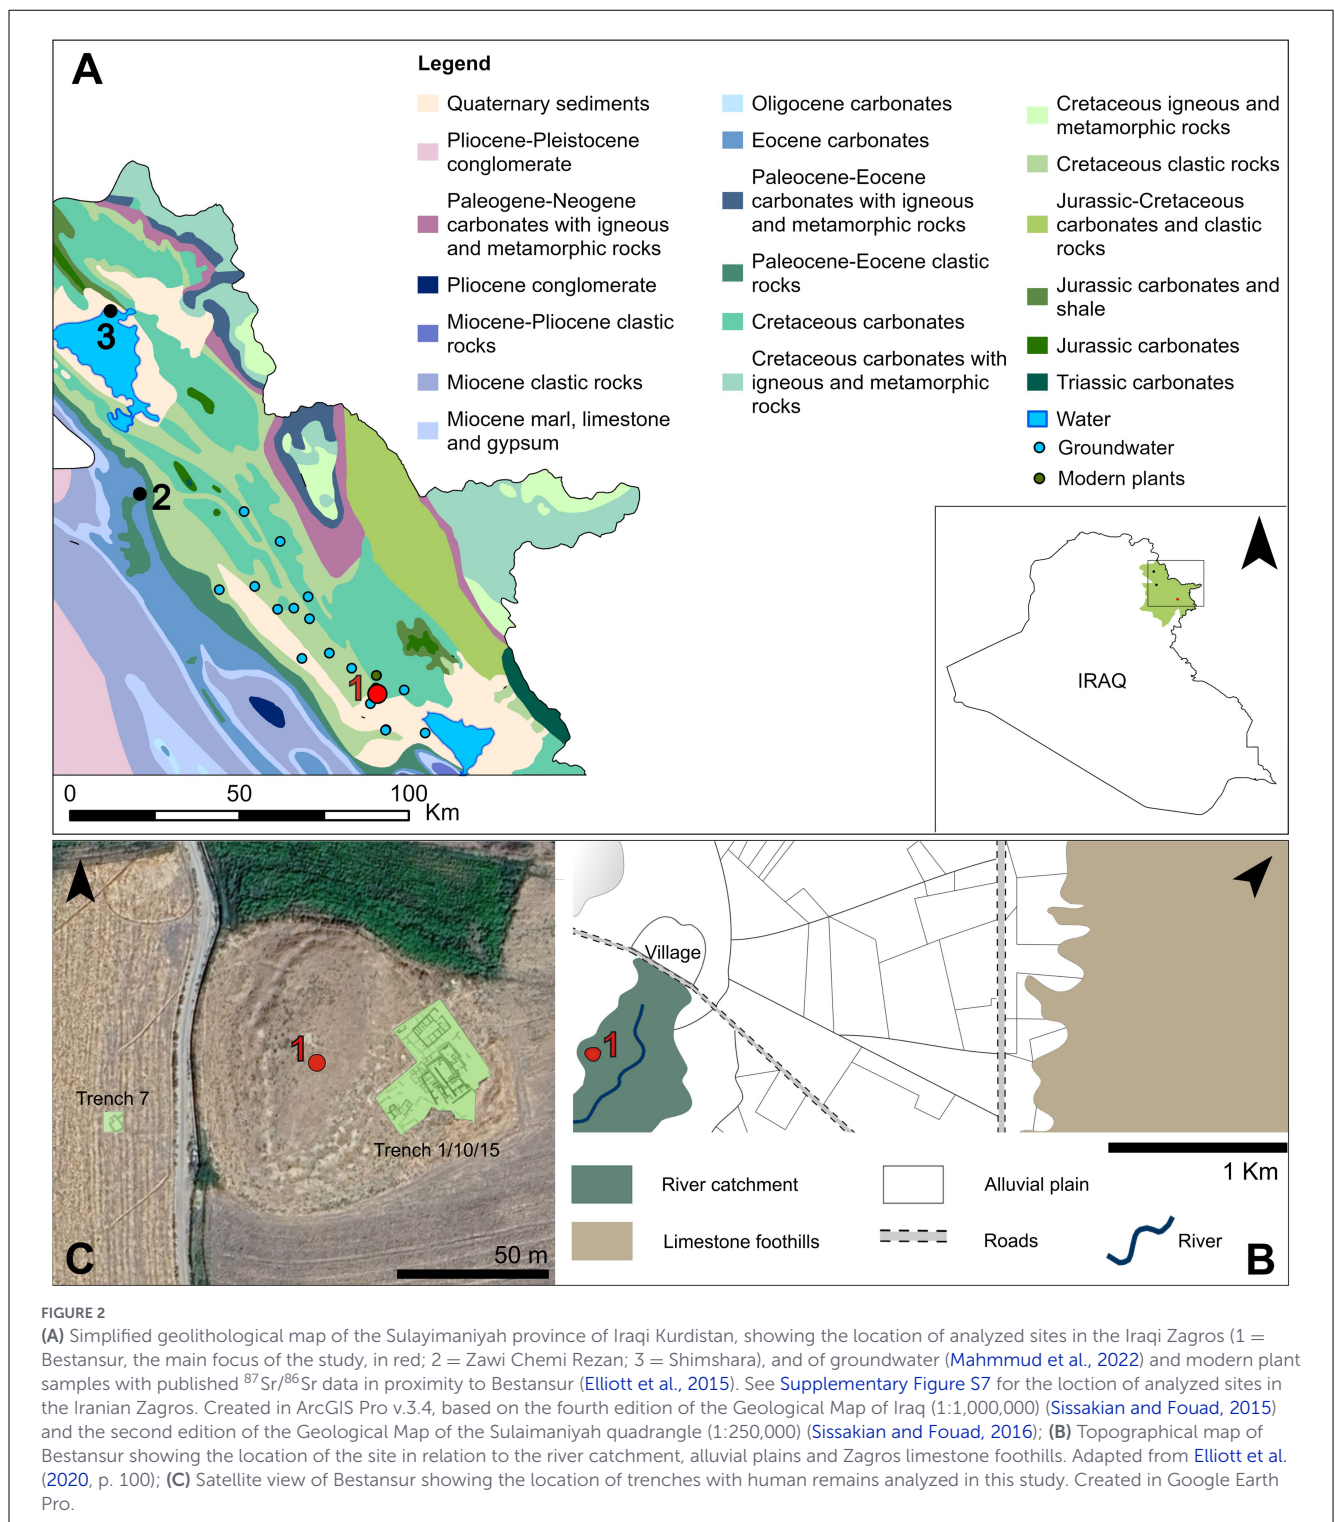 A
Legend
Quaternary sediments
Pliocene-Pleistocene
conglomerate
Paleogene-Neogene
carbonates with igneous
and metamorphic rocks
Pliocene conglomerate
Miocene-Pliocene clastic
rocks
Miocene clastic rocks
Miocene marl, limestone
and gypsum
Oligocene carbonates
Eocene carbonates
Paleocene-Eocene
carbonates with igneous
and metamorphic rocks
Paleocene-Eocene clastic
rocks
Cretaceous carbonates
Cretaceous carbonates with
igneous and metamorphic
rocks
Cretaceous igneous and
metamorphic rocks
Cretaceous clastic rocks
Jurassic-Cretaceous
carbonates and clastic
rocks
Jurassic carbonates and
shale
Jurassic carbonates
Triassic carbonates
Water
Groundwater
Modern plants
3
2
1
IRAQ
0 50 100
Km
1
Trench 7
Trench 1/10/15
C
50 m
Village
1
1 Km
River catchment
Alluvial plain
Limestone foothills
Roads
River
B
FIGURE 2
(A) Simplified geolithological map of the Sulayimaniyah province of Iraqi Kurdistan, showing the location of analyzed sites in the Iraqi Zagros (1 =
Bestansur, the main focus of the study, in red; 2 = Zawi Chemi Rezan; 3 = Shimshara), and of groundwater (Mahmmud et al., 2022) and modern plant
samples with published ⁸⁷Sr/⁸⁶Sr data in proximity to Bestansur (Elliott et al., 2015). See Supplementary Figure S7 for the loction of analyzed sites in
the Iranian Zagros. Created in ArcGIS Pro v.3.4, based on the fourth edition of the Geological Map of Iraq (1:1,000,000) (Sissakian and Fouad, 2015)
and the second edition of the Geological Map of the Sulaimaniyah quadrangle (1:250,000) (Sissakian and Fouad, 2016); (B) Topographical map of
Bestansur showing the location of the site in relation to the river catchment, alluvial plains and Zagros limestone foothills. Adapted from Elliott et al.
(2020, p. 100); (C) Satellite view of Bestansur showing the location of trenches with human remains analyzed in this study. Created in Google Earth
Pro.